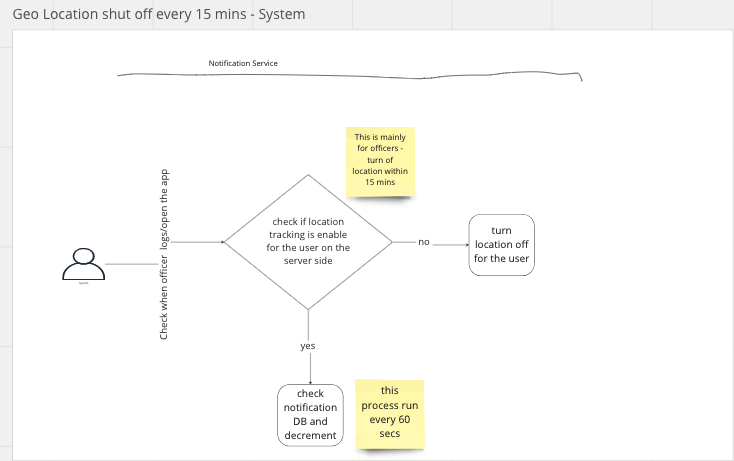 Geo Location shut off every 15 mins - System
Notification Service
This is mainly
for officers -
turn of
location within
15 mins
Check when officer logs/open the app
check if location
tracking is enable
for the user on the
server side
no
turn
location off
for the user
yes
check
notification
DB and
decrement
this
process run
every 60
secs